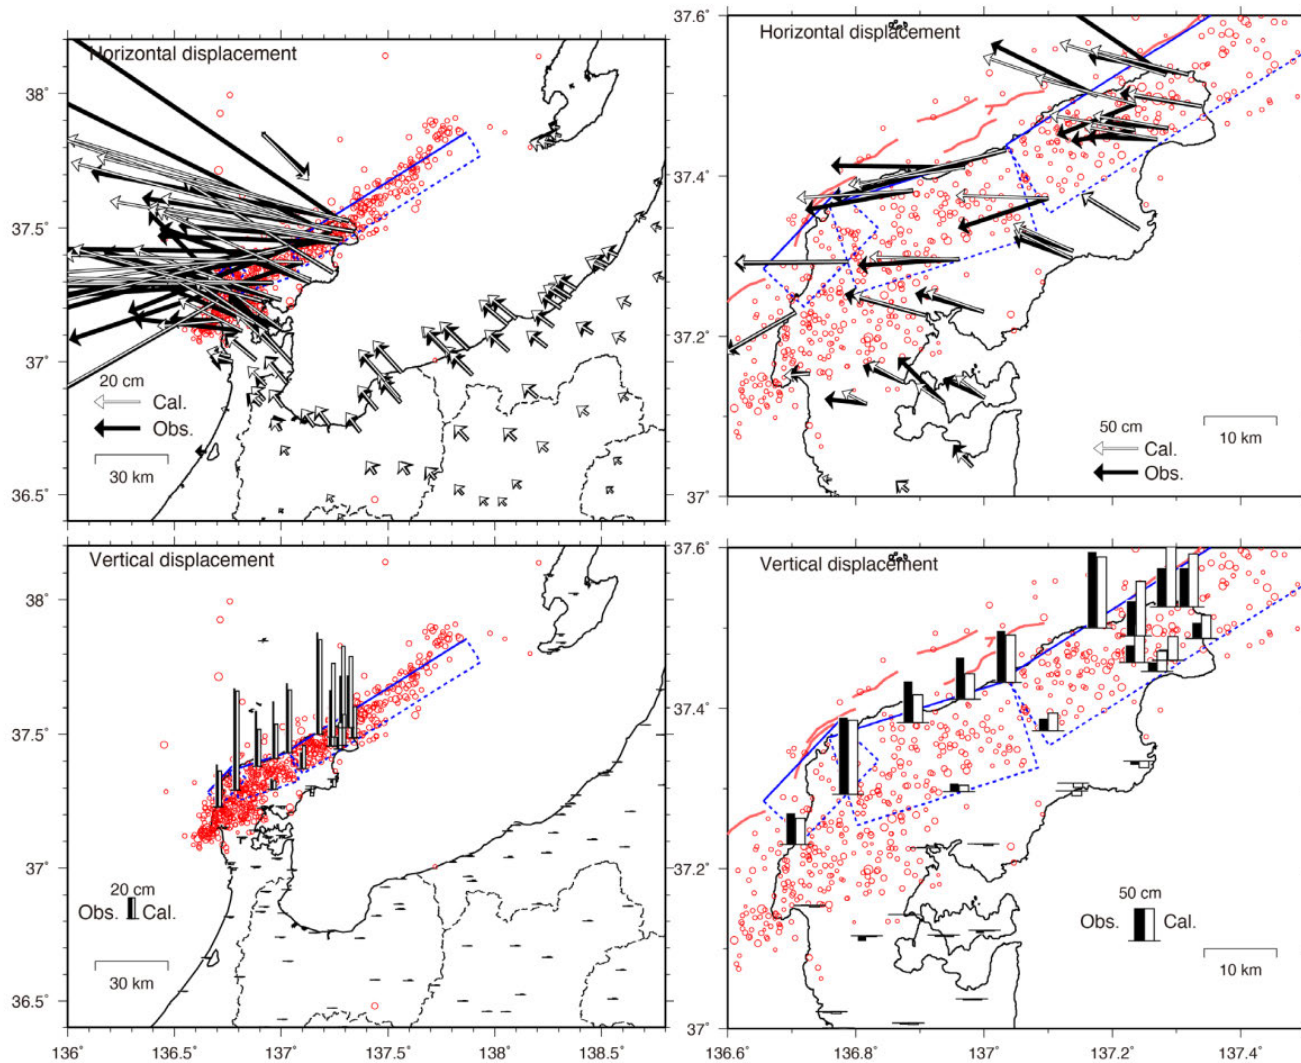 Horizontal displacement
38°
37.5°
37°
36.5°
20 cm
Cal.
Obs.
30 km
37.6°
Horizontal displacement
37.4°
37.2°
37°
50 cm
Cal.
Obs.
10 km
Vertical displacement
38°
37.5°
37°
36.5°
20 cm
Obs. Cal.
30 km
136° 136.5° 137° 137.5° 138° 138.5°
37.6°
Vertical displacement
37.4°
37.2°
37°
50 cm
Obs. Cal.
10 km
136.6° 136.8° 137° 137.2° 137.4°